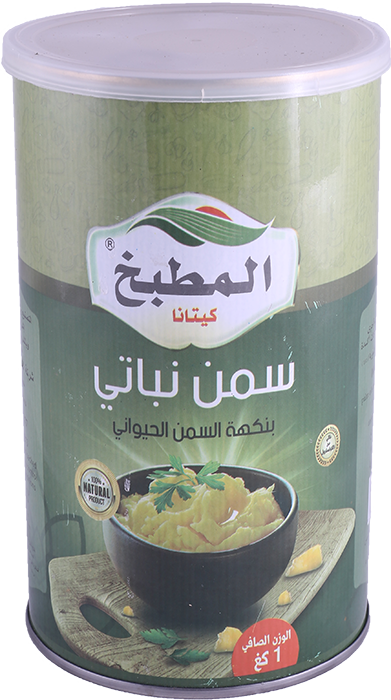 ®
المطبخ
كيتانا
سمن نباتي
بنكهة السمن الحيواني
100%
NATURAL
PRODUCT
الوزن الصافي
1 كغ